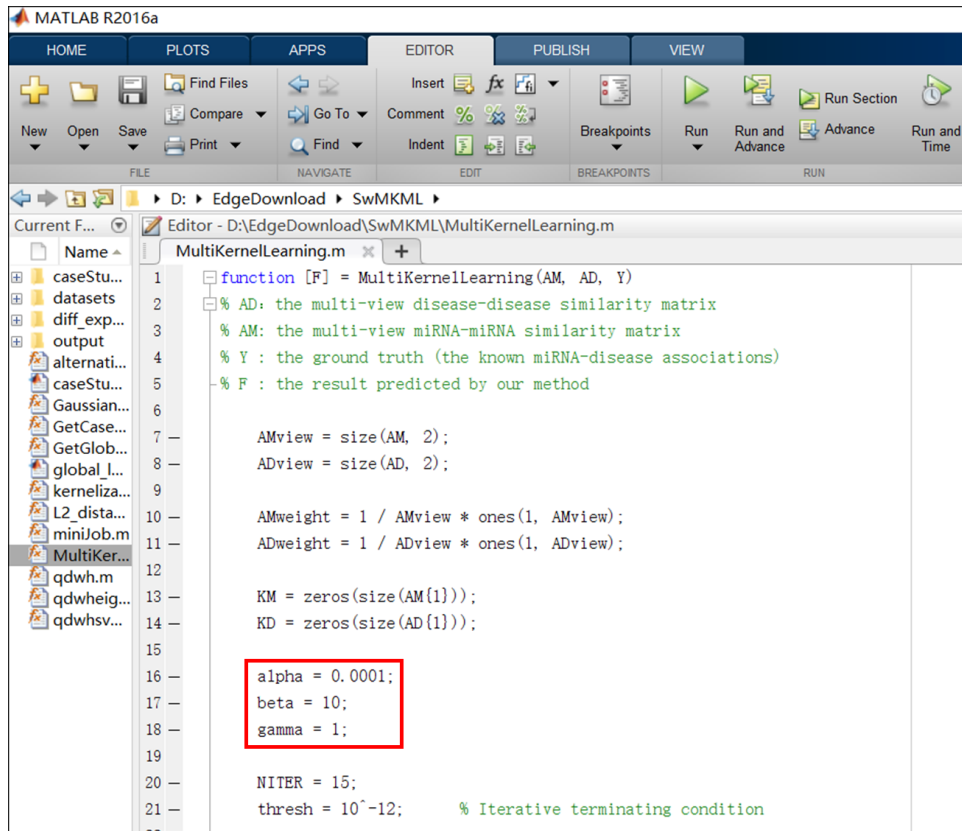 MATLAB R2016a
HOME PLOTS APPS EDITOR PUBLISH VIEW
New Open Save Find Files Compare Print
Go To Find
Insert fx
Comment
Indent
Breakpoints
Run Run and Advance Run Section Advance Run and Time
FILE NAVIGATE EDIT BREAKPOINTS RUN
D: EdgeDownload SwMKML
Current F...
Name
caseStu...
datasets
diff_exp...
output
alternati...
caseStu...
Gaussian...
GetCase...
GetGlob...
global_l...
kerneliza...
L2_dista...
miniJob.m
MultiKer...
qdwh.m
qdwheig...
qdwhsv...
Editor - D:\EdgeDownload\SwMKML\MultiKernelLearning.m
MultiKernelLearning.m
1 function [F] = MultiKernelLearning(AM, AD, Y)
2 % AD: the multi-view disease-disease similarity matrix
3 % AM: the multi-view miRNA-miRNA similarity matrix
4 % Y : the ground truth (the known miRNA-disease associations)
5 % F : the result predicted by our method
6
7 AMview = size(AM, 2);
8 ADview = size(AD, 2);
9
10 AMweight = 1 / AMview * ones(1, AMview);
11 ADweight = 1 / ADview * ones(1, ADview);
12
13 KM = zeros(size(AM{1}));
14 KD = zeros(size(AD{1}));
15
16 alpha = 0.0001;
17 beta = 10;
18 gamma = 1;
19
20 NITER = 15;
21 thresh = 10^-12; % Iterative terminating condition